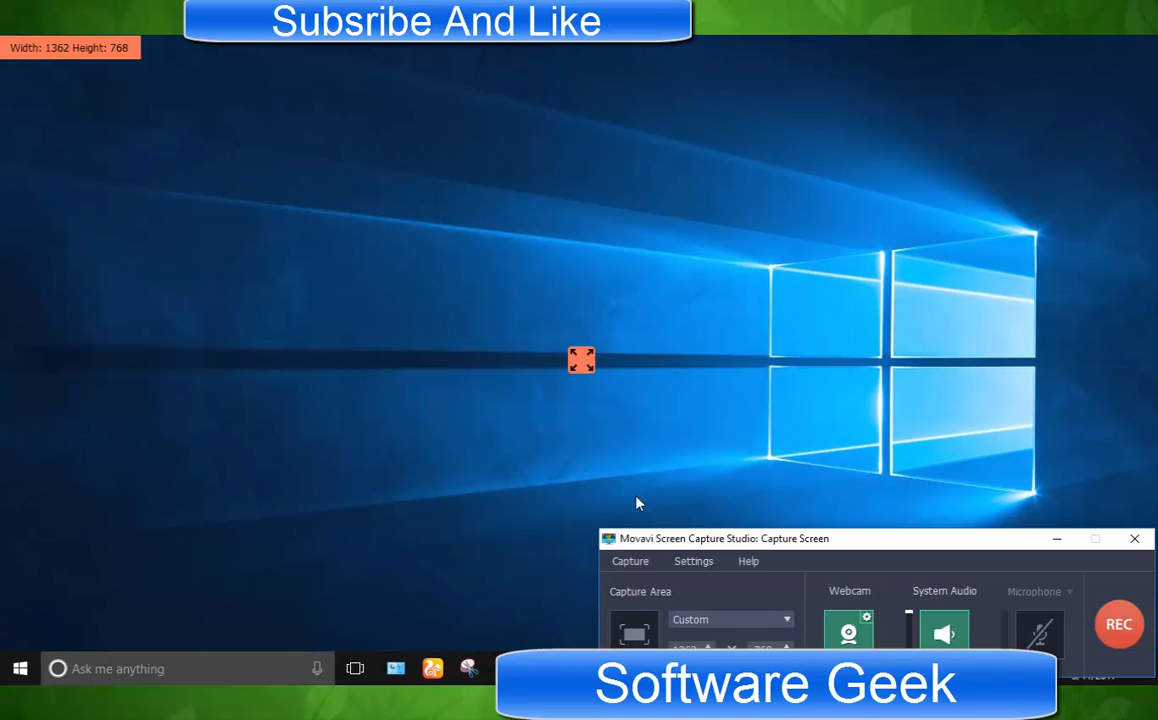 Subsribe And Like
Width: 1362 Height: 768
Movavi Screen Capture Studio: Capture Screen
Capture Settings Help
Capture Area
Webcam
System Audio
Microphone
Custom
REC
Ask me anything
Software Geek